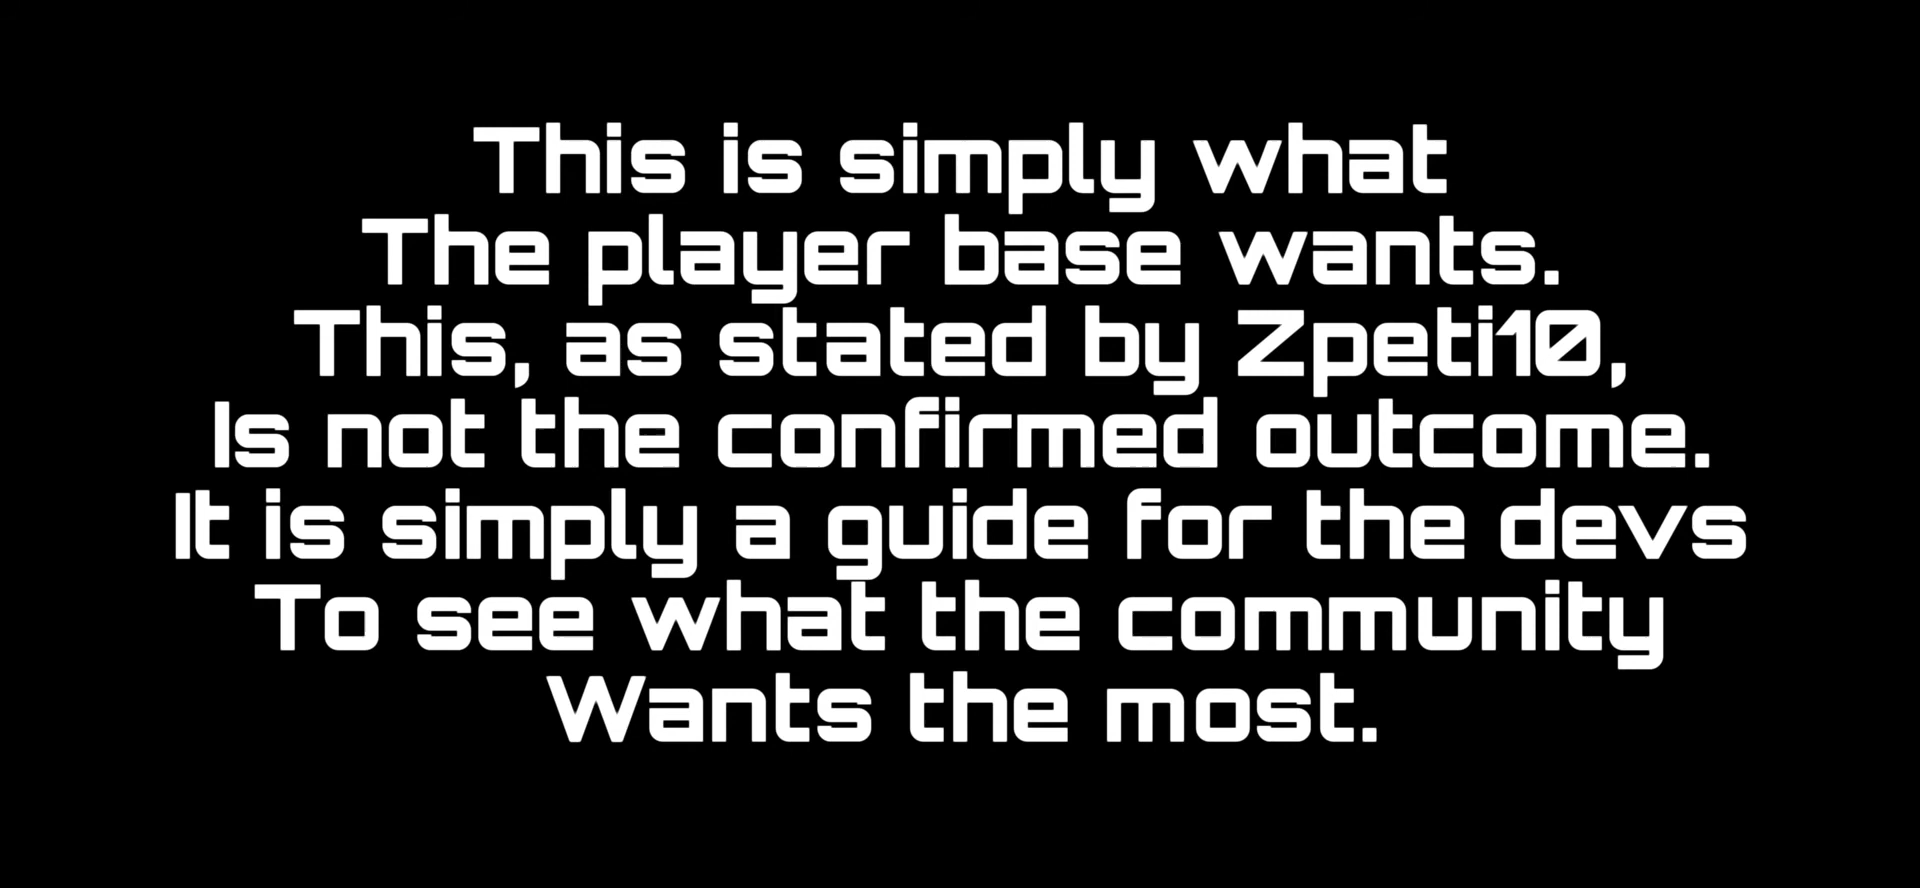 This is simply what
The player base wants.
This, as stated by Zpeti10,
Is not the confirmed outcome.
It is simply a guide for the devs
To see what the community
Wants the most.